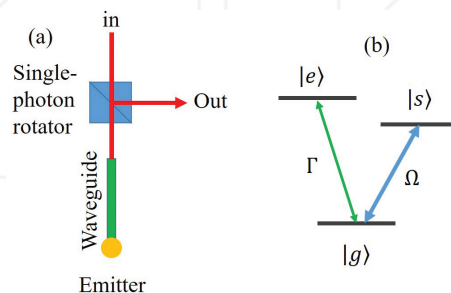 (a)
in
Single-
photon
rotator
Out
Waveguide
Emitter
(b)
|e⟩
|s⟩
Γ
Ω
|g⟩